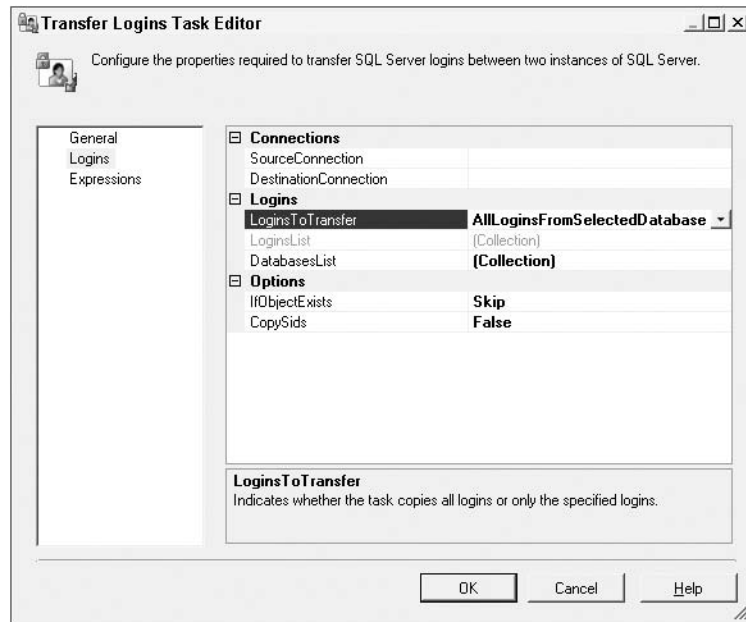 Transfer Logins Task Editor
Configure the properties required to transfer SQL Server logins between two instances of SQL Server.
General
Logins
Expressions
Connections
SourceConnection
DestinationConnection
Logins
LoginsToTransfer AllLoginsFromSelectedDatabase
LoginsList (Collection)
DatabasesList (Collection)
Options
IfObjectExists Skip
CopySids False
LoginsToTransfer
Indicates whether the task copies all logins or only the specified logins.
OK Cancel Help